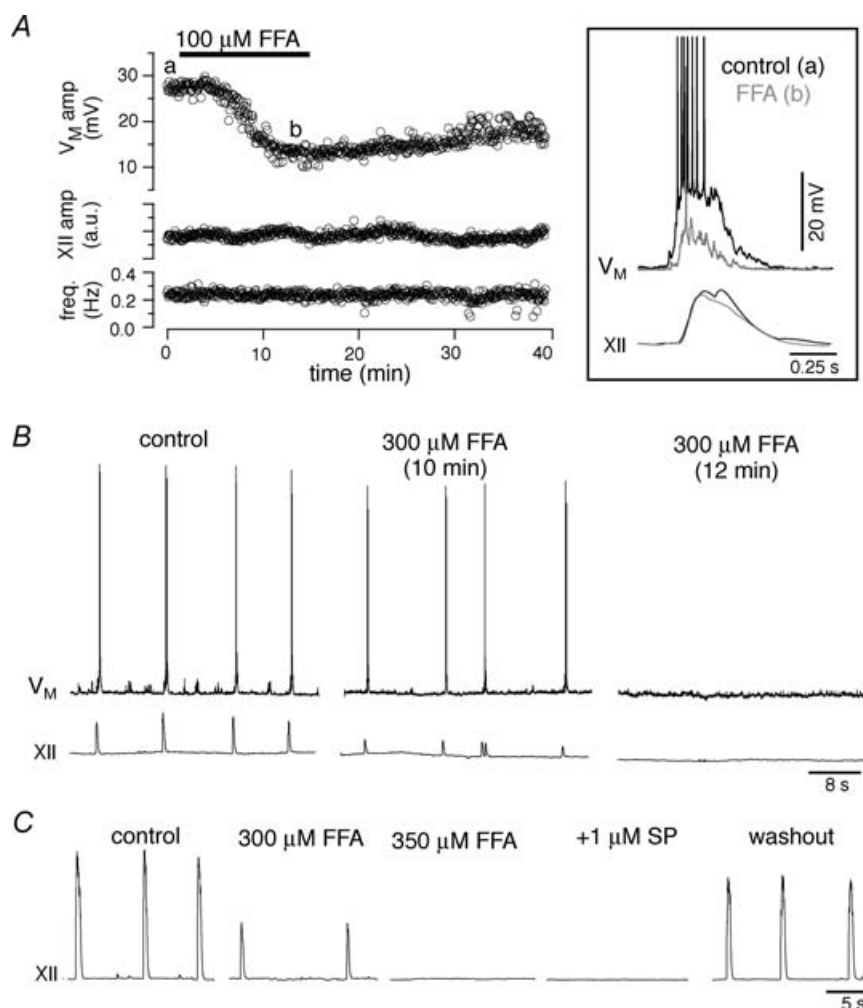 A
100 µM FFA
a
b
V_M amp
(mV)
30
20
10
XII amp
(a.u.)
freq.
(Hz)
0.4
0.2
0.0
0
10
20
30
40
time (min)
control (a)
FFA (b)
20 mV
V_M
XII
0.25 s
B
control
300 µM FFA
(10 min)
300 µM FFA
(12 min)
V_M
XII
8 s
C
control
300 µM FFA
350 µM FFA
+1 µM SP
washout
XII
5 s